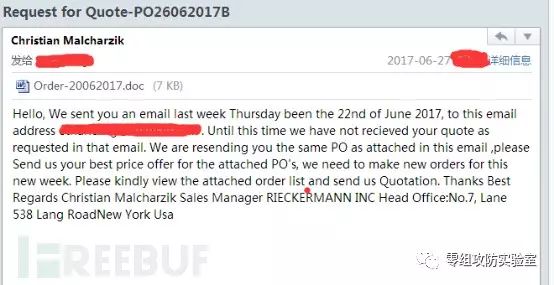 Request for Quote-PO26062017B
Christian Malcharzik
发给
2017-06-27 详细信息
Order-20062017.doc (7 KB)
Hello, We sent you an email last week Thursday been the 22nd of June 2017, to this email
address . Until this time we have not recieved your quote as
requested in that email. We are resending you the same PO as attached in this email ,please
Send us your best price offer for the attached PO's, we need to make new orders for this
new week. Please kindly view the attached order list and send us Quotation. Thanks Best
Regards Christian Malcharzik Sales Manager RIECKERMANN INC Head Office:No.7, Lane
538 Lang RoadNew York Usa
FREEBUF
零组攻防实验室